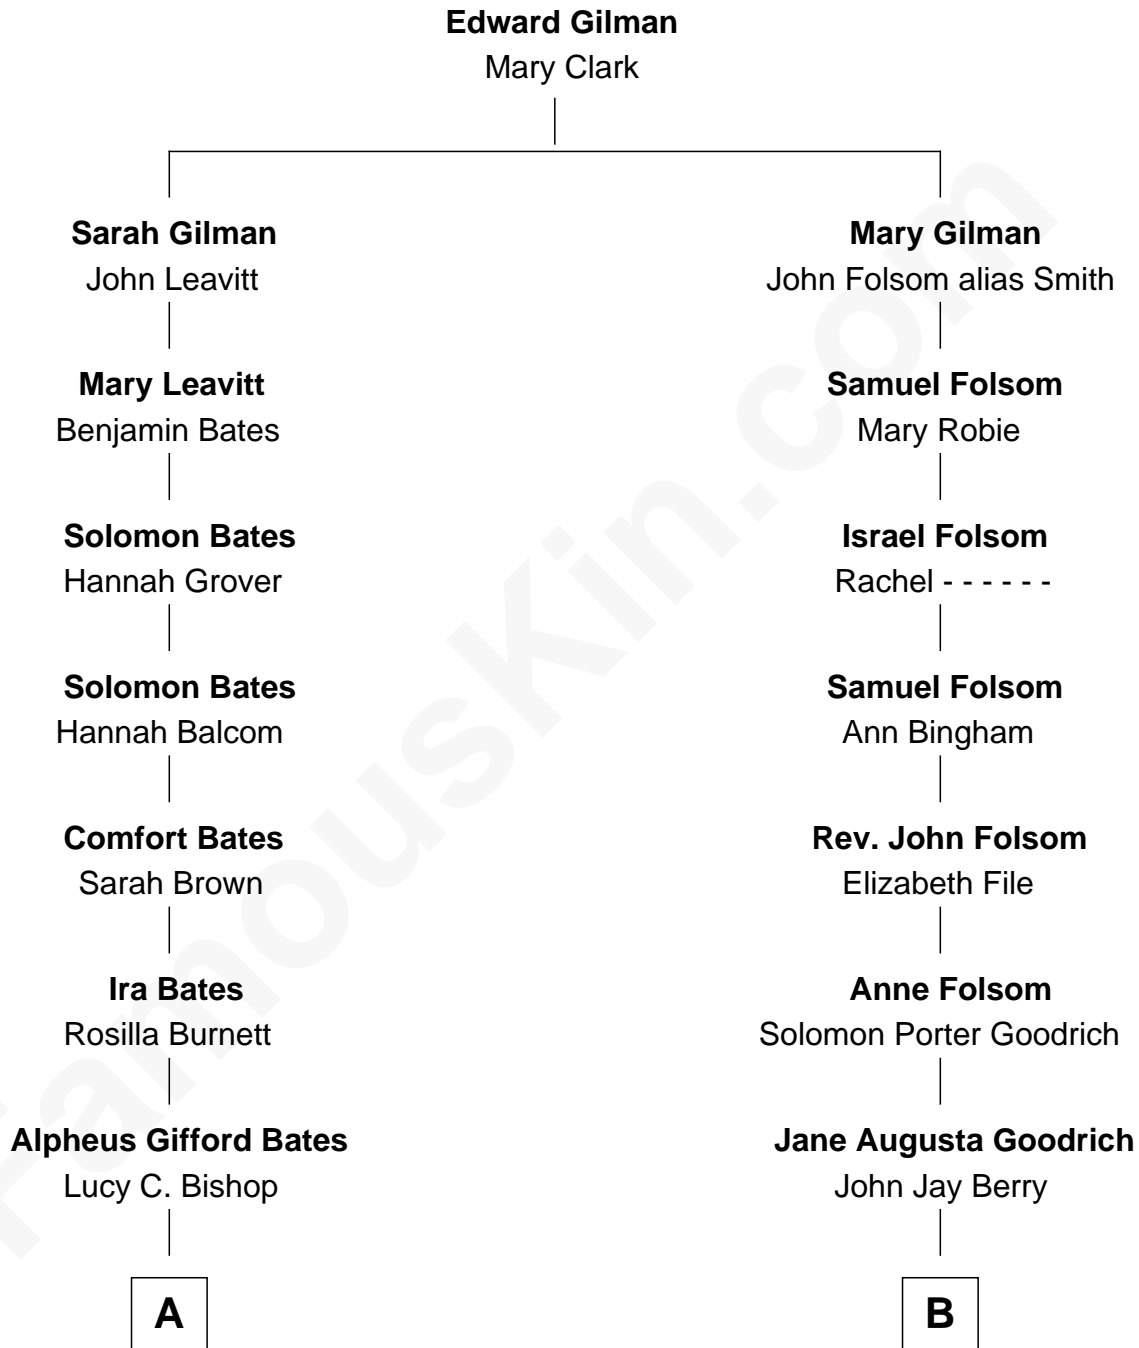 Edward Gilman
Mary Clark
Sarah Gilman
John Leavitt
Mary Gilman
John Folsom alias Smith
Mary Leavitt
Benjamin Bates
Samuel Folsom
Mary Robie
Solomon Bates
Hannah Grover
Israel Folsom
Rachel - - - - - -
Solomon Bates
Hannah Balcom
Samuel Folsom
Ann Bingham
Comfort Bates
Sarah Brown
Rev. John Folsom
Elizabeth File
Ira Bates
Rosilla Burnett
Anne Folsom
Solomon Porter Goodrich
Alpheus Gifford Bates
Lucy C. Bishop
Jane Augusta Goodrich
John Jay Berry
A
B
FamousKin.com